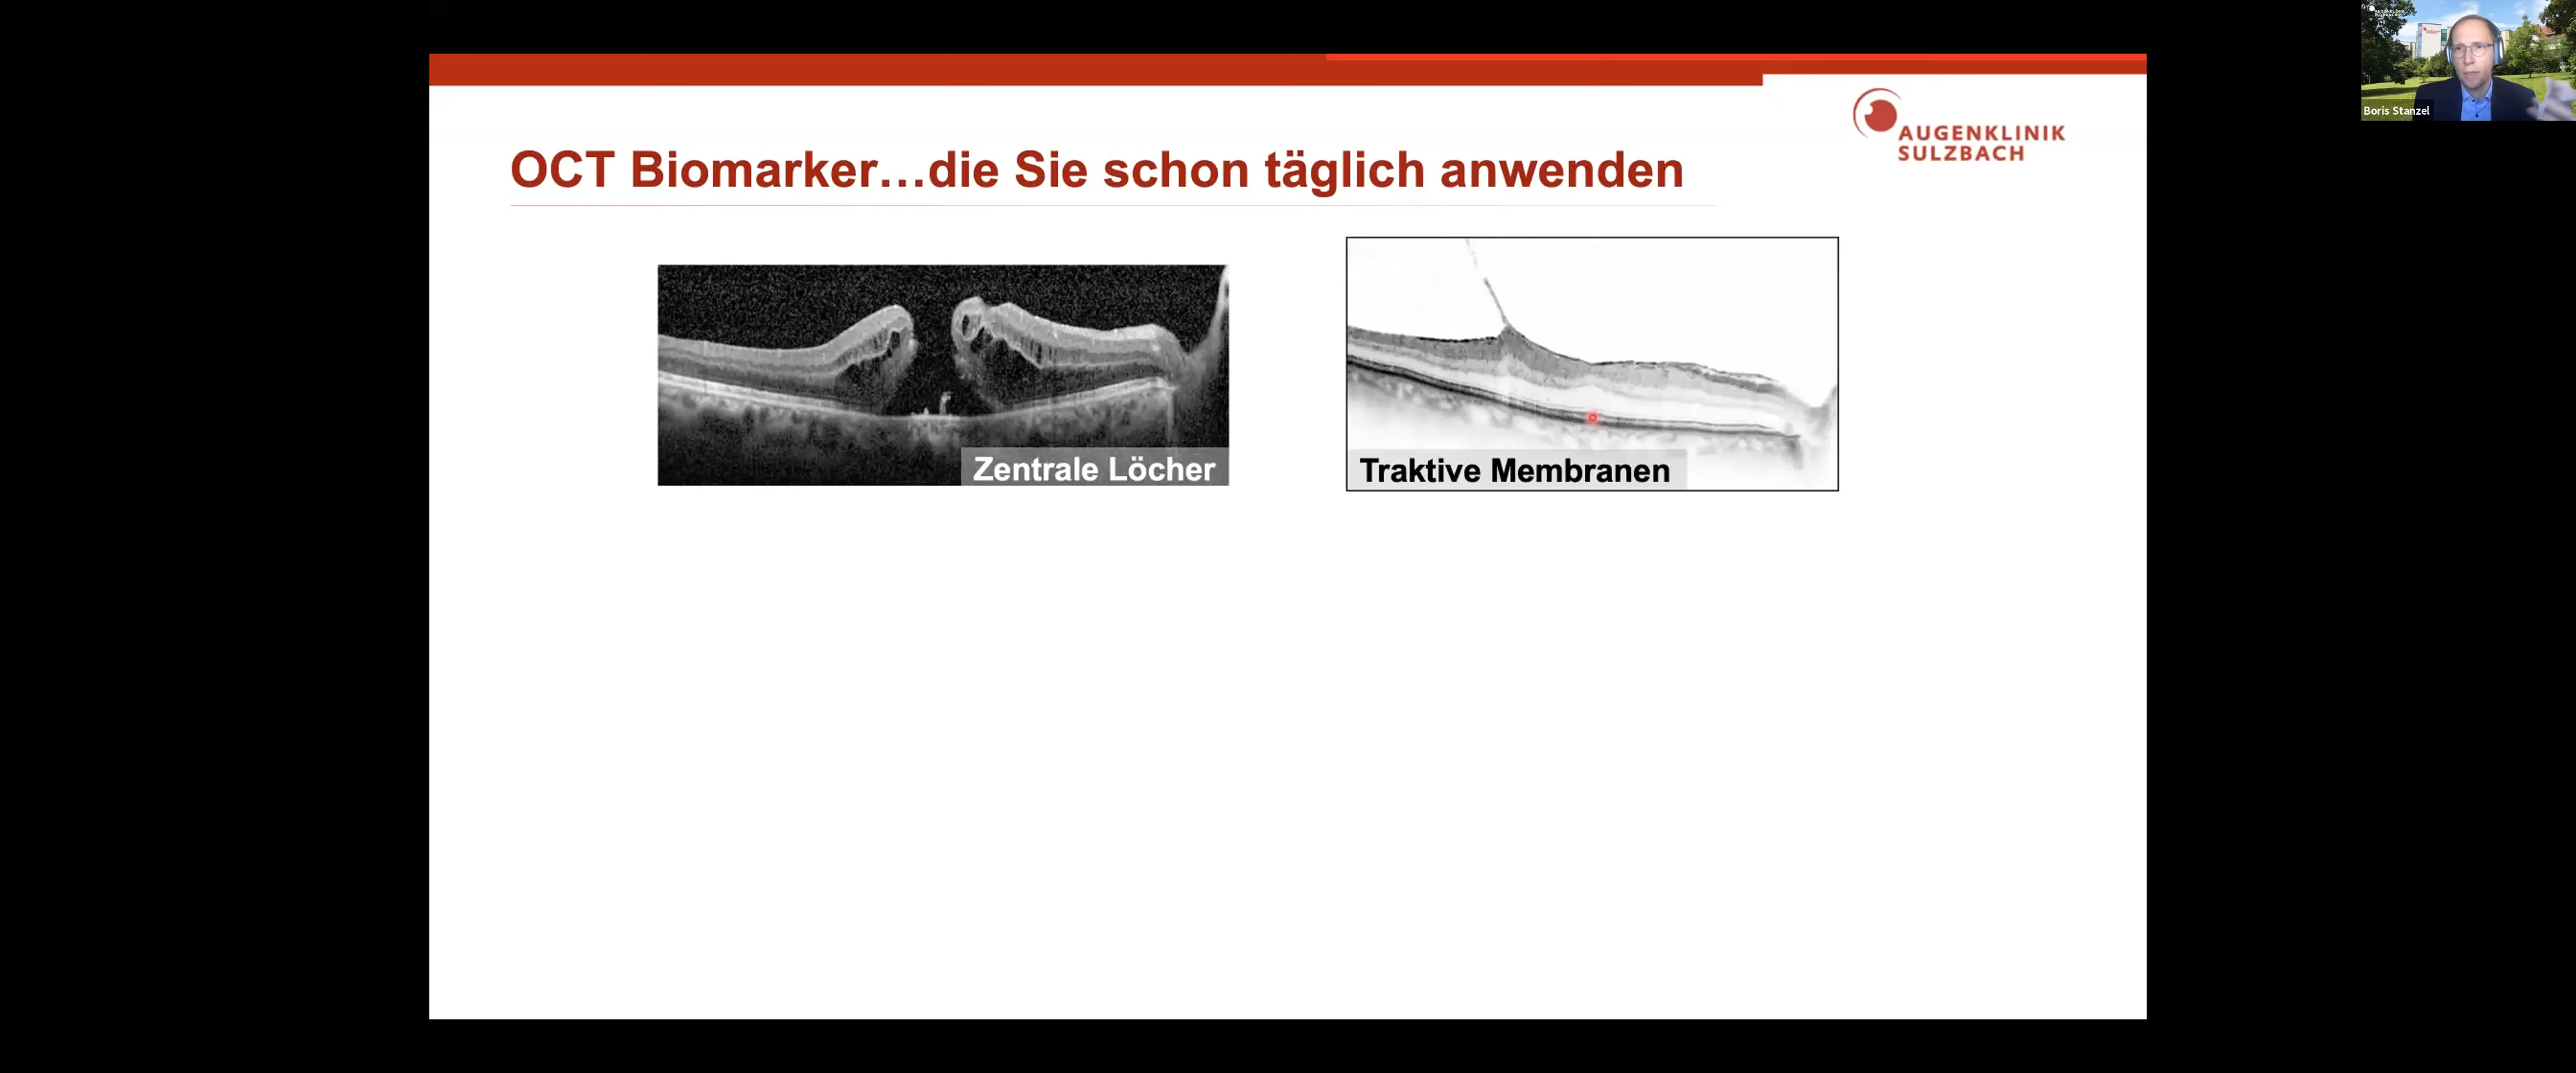 OCT Biomarker…die Sie schon täglich anwenden
AUGENKLINIK
SULZBACH
Zentrale Löcher
Traktive Membranen
Boris Stanzel